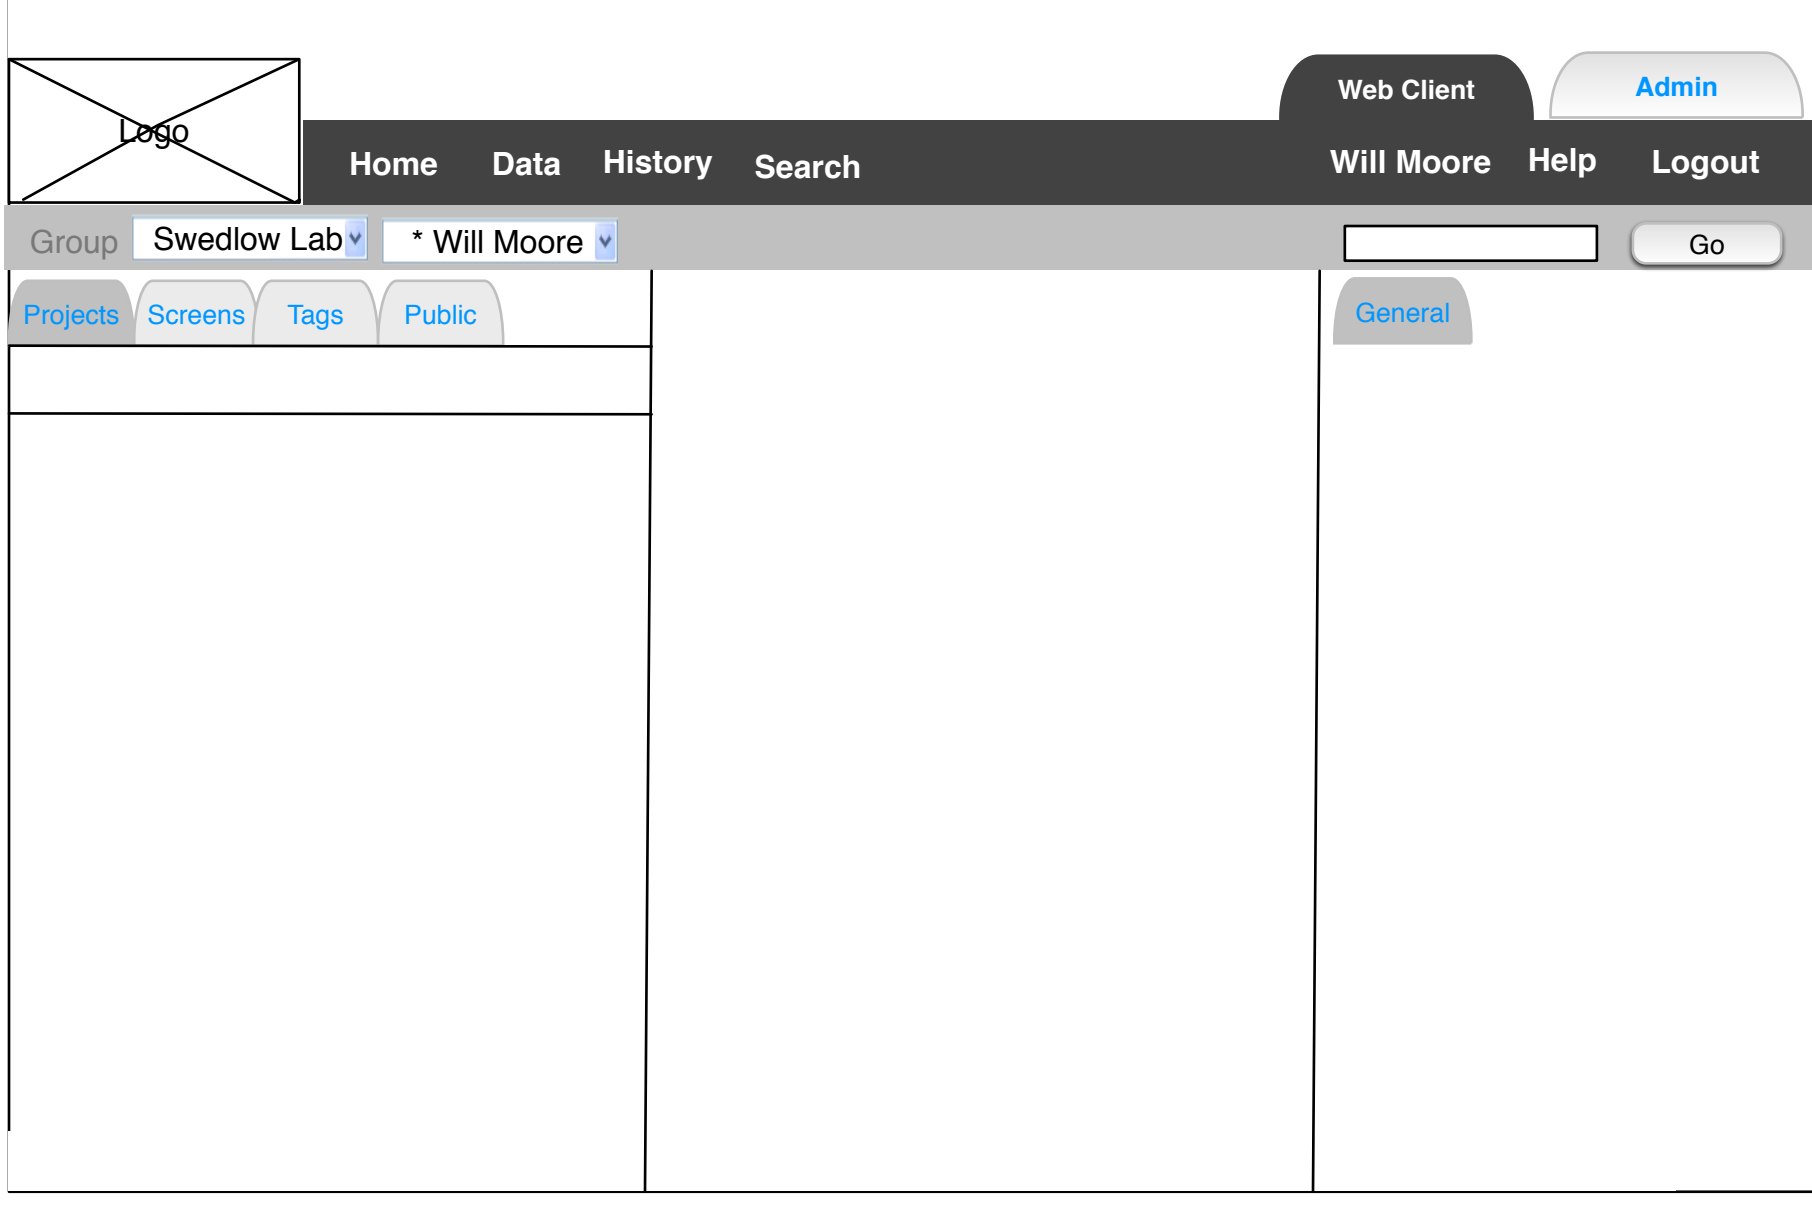 Web Client Admin
Logo
Home Data History Search Will Moore Help Logout
Group Swedlow Lab * Will Moore Go
Projects Screens Tags Public General